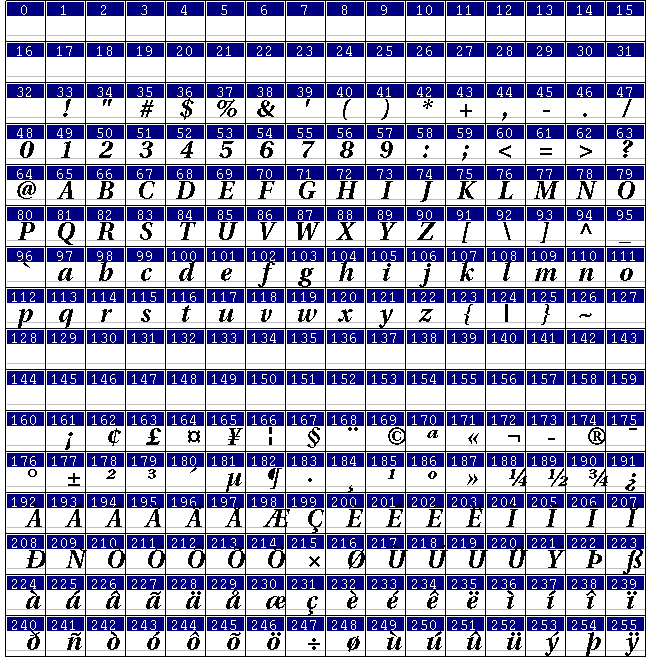 0 1 2 3 4 5 6 7 8 9 10 11 12 13 14 15
16 17 18 19 20 21 22 23 24 25 26 27 28 29 30 31
32 33 34 35 36 37 38 39 40 41 42 43 44 45 46 47
! " # $ % & ' ( ) * + , - . /
48 49 50 51 52 53 54 55 56 57 58 59 60 61 62 63
0 1 2 3 4 5 6 7 8 9 : ; < = > ?
64 65 66 67 68 69 70 71 72 73 74 75 76 77 78 79
@ A B C D E F G H I J K L M N O
80 81 82 83 84 85 86 87 88 89 90 91 92 93 94 95
P Q R S T U V W X Y Z [ \ ] ^ _
96 97 98 99 100 101 102 103 104 105 106 107 108 109 110 111
` a b c d e f g h i j k l m n o
112 113 114 115 116 117 118 119 120 121 122 123 124 125 126 127
p q r s t u v w x y z { | } ~
128 129 130 131 132 133 134 135 136 137 138 139 140 141 142 143
144 145 146 147 148 149 150 151 152 153 154 155 156 157 158 159
160 161 162 163 164 165 166 167 168 169 170 171 172 173 174 175
¡ ¢ £ ¤ ¥ ¦ § ¨ © ª « ¬ - ® ¯
176 177 178 179 180 181 182 183 184 185 186 187 188 189 190 191
° ± ² ³ ´ µ ¶ · ¸ ¹ º » ¼ ½ ¾ ¿
192 193 194 195 196 197 198 199 200 201 202 203 204 205 206 207
A A A A A A Æ Ç E E E E I I I I
208 209 210 211 212 213 214 215 216 217 218 219 220 221 222 223
Ð N O O O O O × Ø U U U U Y Þ ß
224 225 226 227 228 229 230 231 232 233 234 235 236 237 238 239
à á â ã ä å æ ç è é ê ë ì í î ï
240 241 242 243 244 245 246 247 248 249 250 251 252 253 254 255
ð ñ ò ó ô õ ö ÷ ø ù ú û ü ý þ ÿ